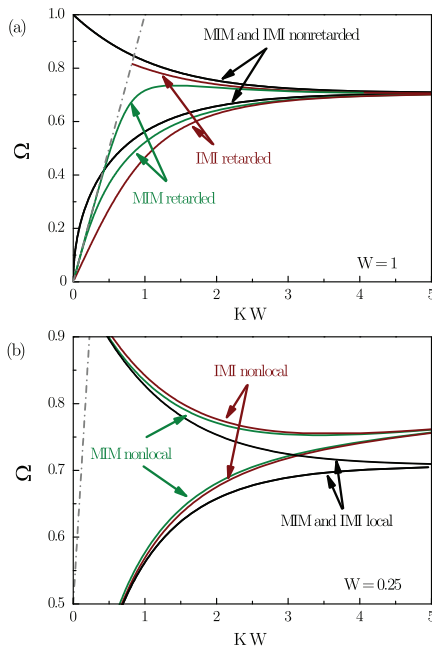 (a)
1.0
0.8
0.6
0.4
0.2
0.0
Ω
MIM and IMI nonretarded
IMI retarded
MIM retarded
W = 1
0
1
2
3
4
5
K W
(b)
0.9
0.8
0.7
0.6
0.5
Ω
IMI nonlocal
MIM nonlocal
MIM and IMI local
W = 0.25
0
1
2
3
4
5
K W